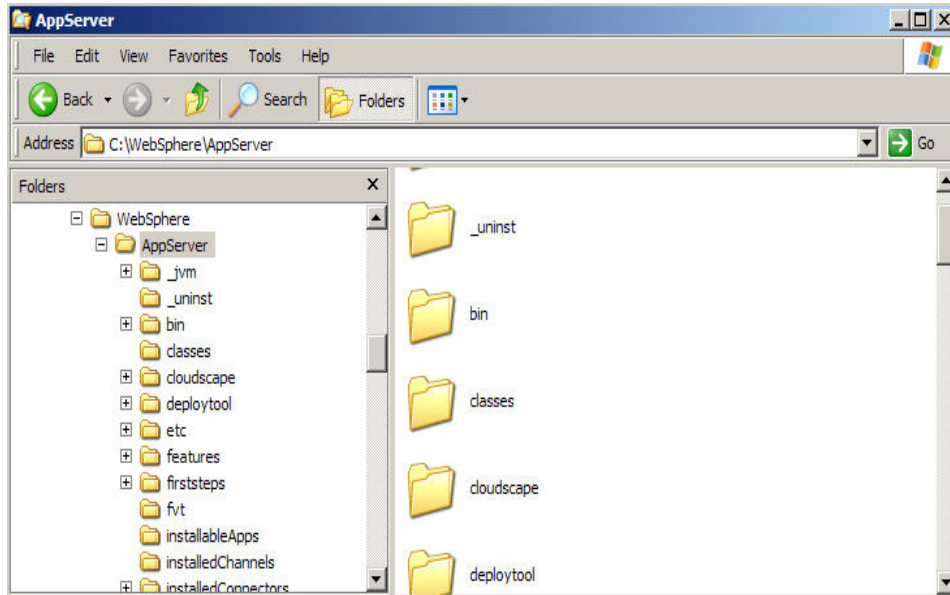 AppServer
File Edit View Favorites Tools Help
Back Search Folders
Address C:\WebSphere\AppServer Go
Folders X
WebSphere
AppServer
_jvm
_uninst
bin
classes
cloudscape
deploytool
etc
features
firststeps
fvt
installableApps
installedChannels
installedConnectors
_uninst
bin
classes
cloudscape
deploytool